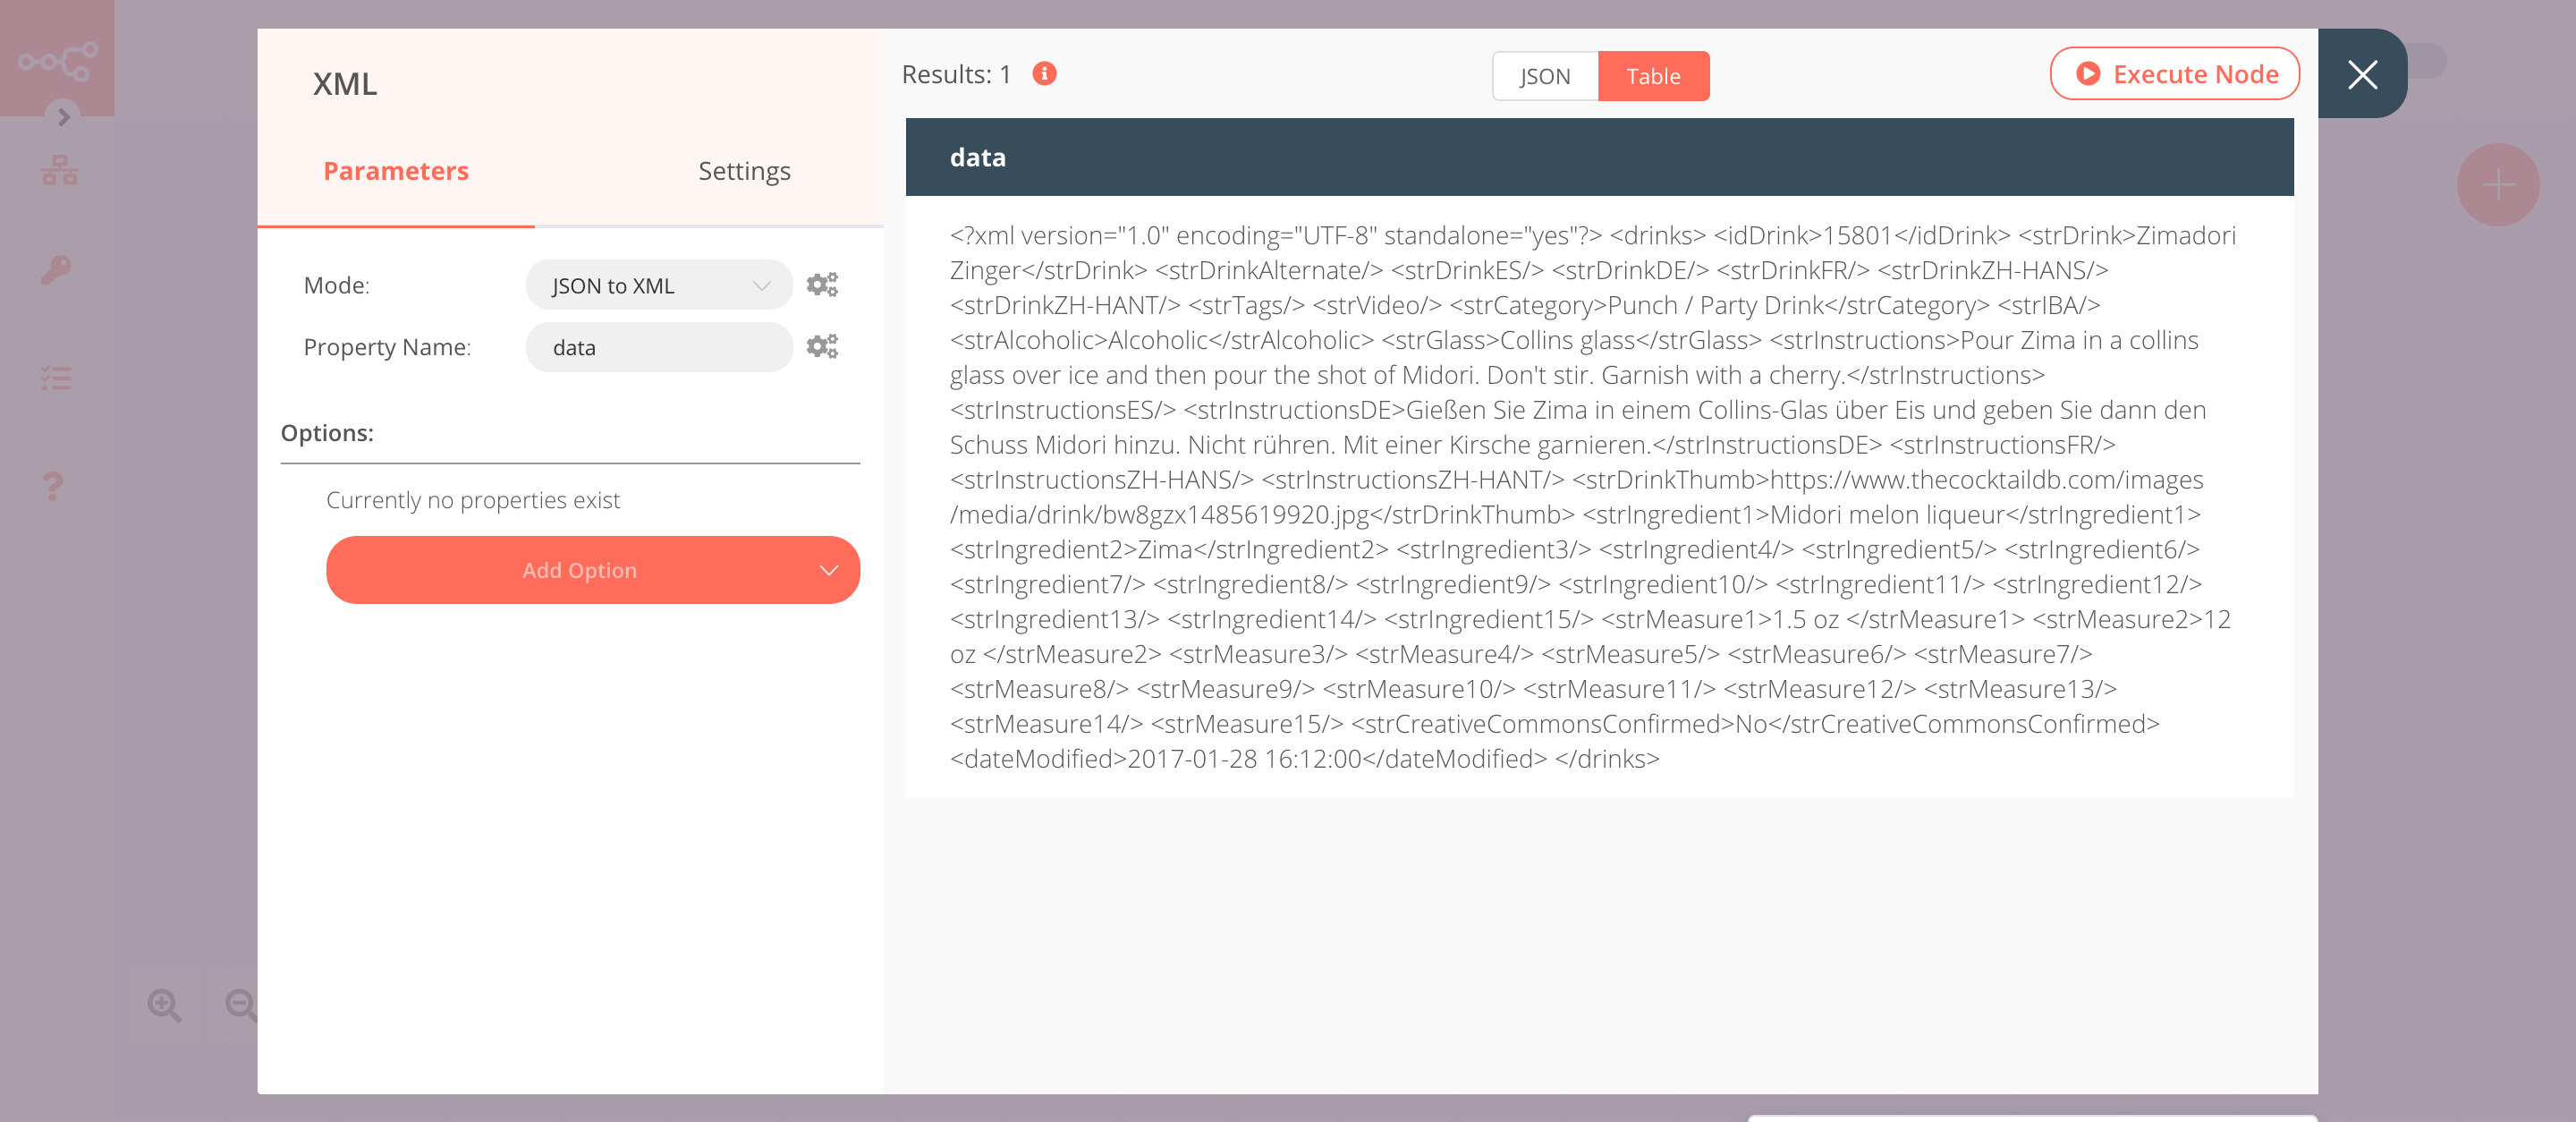 XML
Parameters
Settings
Mode:
JSON to XML
Property Name:
data
Options:
Currently no properties exist
Add Option
Results: 1
JSON
Table
Execute Node
data
<?xml version="1.0" encoding="UTF-8" standalone="yes"?> <drinks> <idDrink>15801</idDrink> <strDrink>Zimadori
Zinger</strDrink> <strDrinkAlternate/> <strDrinkES/> <strDrinkDE/> <strDrinkFR/> <strDrinkZH-HANS/>
<strDrinkZH-HANT/> <strTags/> <strVideo/> <strCategory>Punch / Party Drink</strCategory> <strIBA/>
<strAlcoholic>Alcoholic</strAlcoholic> <strGlass>Collins glass</strGlass> <strInstructions>Pour Zima in a collins
glass over ice and then pour the shot of Midori. Don't stir. Garnish with a cherry.</strInstructions>
<strInstructionsES/> <strInstructionsDE>Gießen Sie Zima in einem Collins-Glas über Eis und geben Sie dann den
Schuss Midori hinzu. Nicht rühren. Mit einer Kirsche garnieren.</strInstructionsDE> <strInstructionsFR/>
<strInstructionsZH-HANS/> <strInstructionsZH-HANT/> <strDrinkThumb>https://www.thecocktaildb.com/images
/media/drink/bw8gzx1485619920.jpg</strDrinkThumb> <strIngredient1>Midori melon liqueur</strIngredient1>
<strIngredient2>Zima</strIngredient2> <strIngredient3/> <strIngredient4/> <strIngredient5/> <strIngredient6/>
<strIngredient7/> <strIngredient8/> <strIngredient9/> <strIngredient10/> <strIngredient11/> <strIngredient12/>
<strIngredient13/> <strIngredient14/> <strIngredient15/> <strMeasure1>1.5 oz </strMeasure1> <strMeasure2>12
oz </strMeasure2> <strMeasure3/> <strMeasure4/> <strMeasure5/> <strMeasure6/> <strMeasure7/>
<strMeasure8/> <strMeasure9/> <strMeasure10/> <strMeasure11/> <strMeasure12/> <strMeasure13/>
<strMeasure14/> <strMeasure15/> <strCreativeCommonsConfirmed>No</strCreativeCommonsConfirmed>
<dateModified>2017-01-28 16:12:00</dateModified> </drinks>